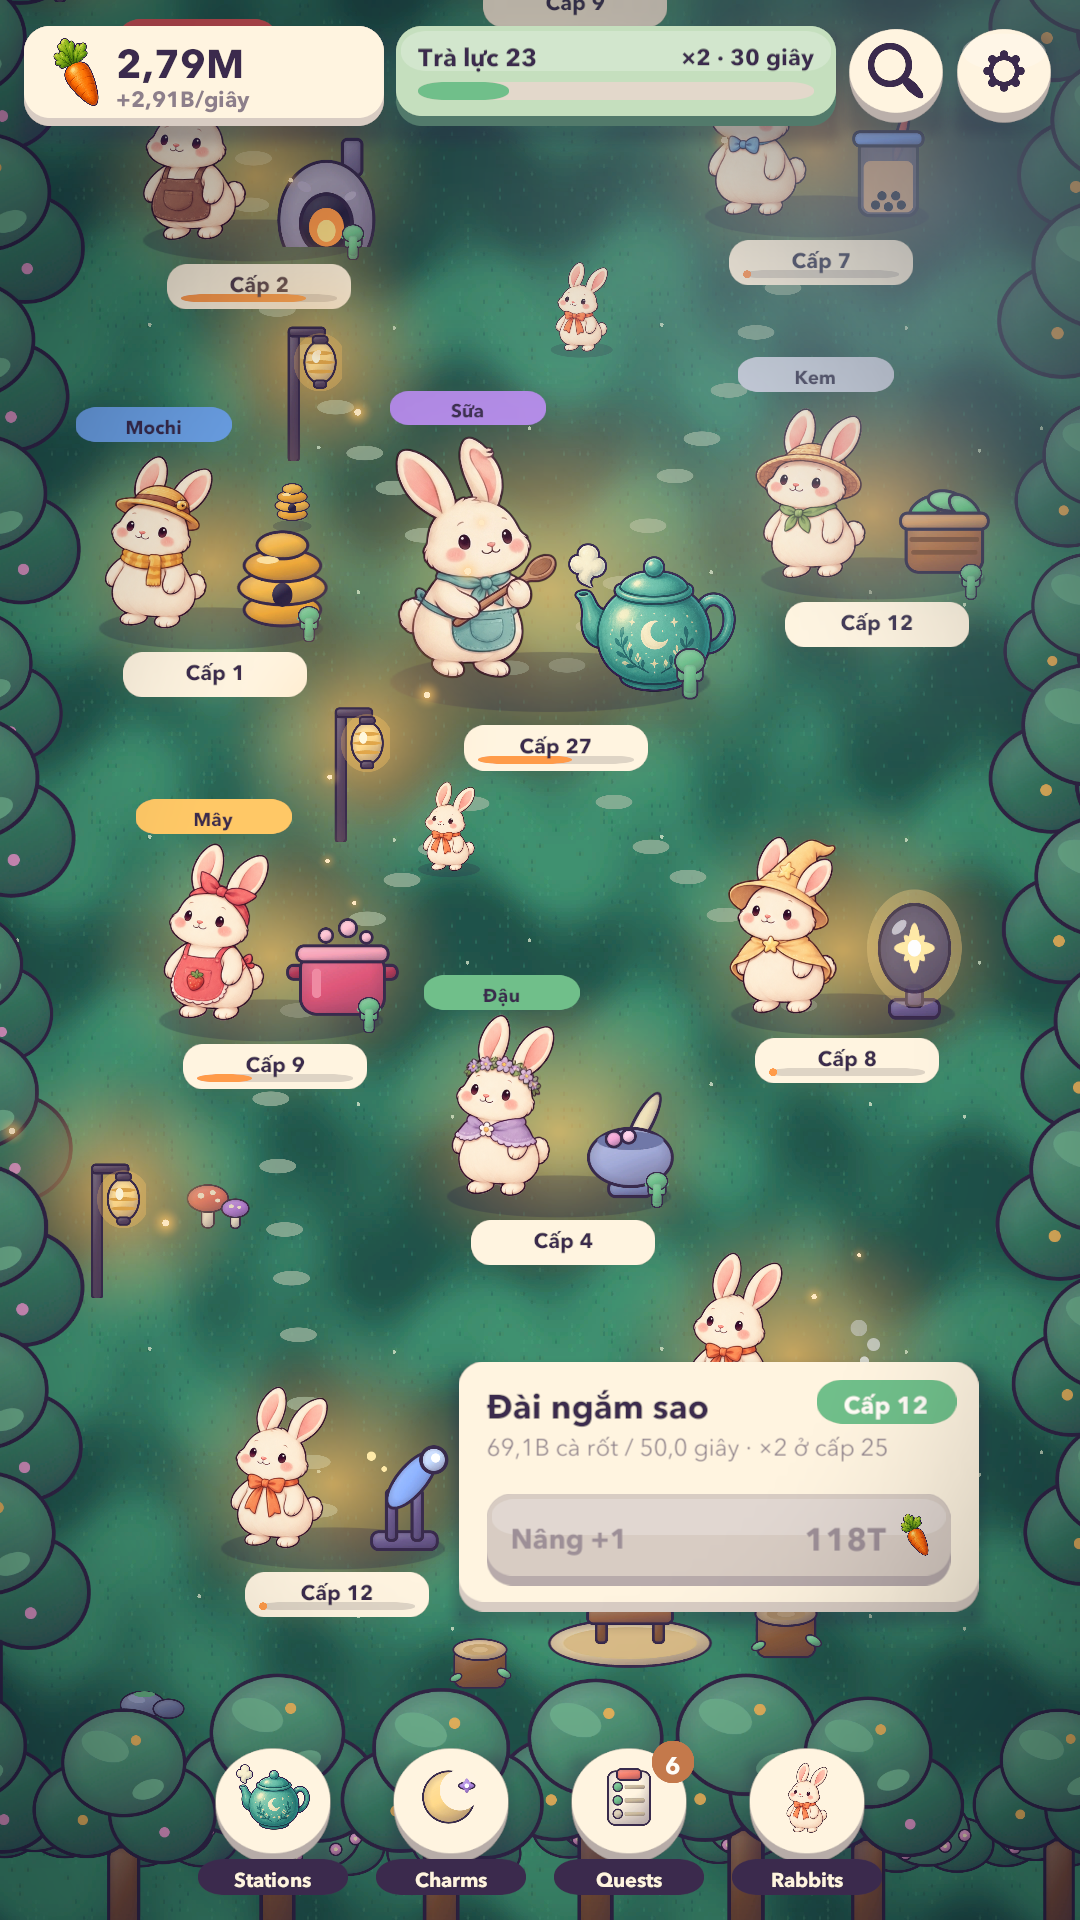 Cấp 9
2,79M
+2,91B/giây
Trà lực 23
×2 · 30 giây
Cấp 2
Cấp 7
Kem
Sữa
Mochi
Cấp 12
Cấp 1
Cấp 27
Mây
Đậu
Cấp 9
Cấp 8
Cấp 4
Đài ngắm sao
Cấp 12
69,1B cà rốt / 50,0 giây · ×2 ở cấp 25
Nâng +1
118T
Cấp 12
6
Stations
Charms
Quests
Rabbits